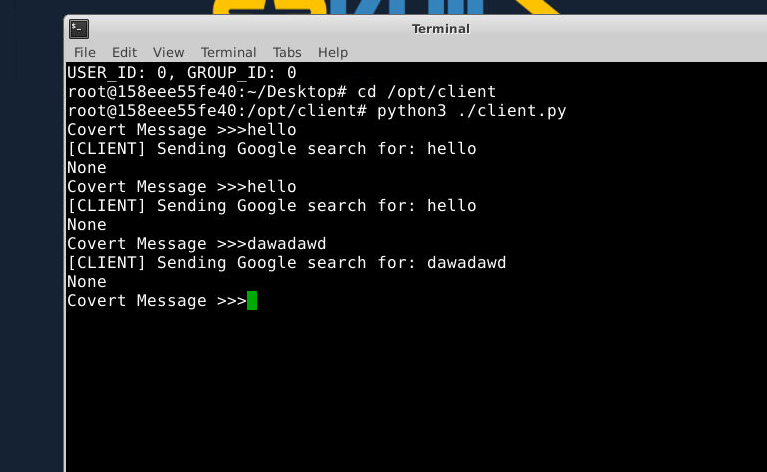 Terminal
File Edit View Terminal Tabs Help
USER_ID: 0, GROUP_ID: 0
root@158eee55fe40:~/Desktop# cd /opt/client
root@158eee55fe40:/opt/client# python3 ./client.py
Covert Message >>>hello
[CLIENT] Sending Google search for: hello
None
Covert Message >>>hello
[CLIENT] Sending Google search for: hello
None
Covert Message >>>dawadawd
[CLIENT] Sending Google search for: dawadawd
None
Covert Message >>>